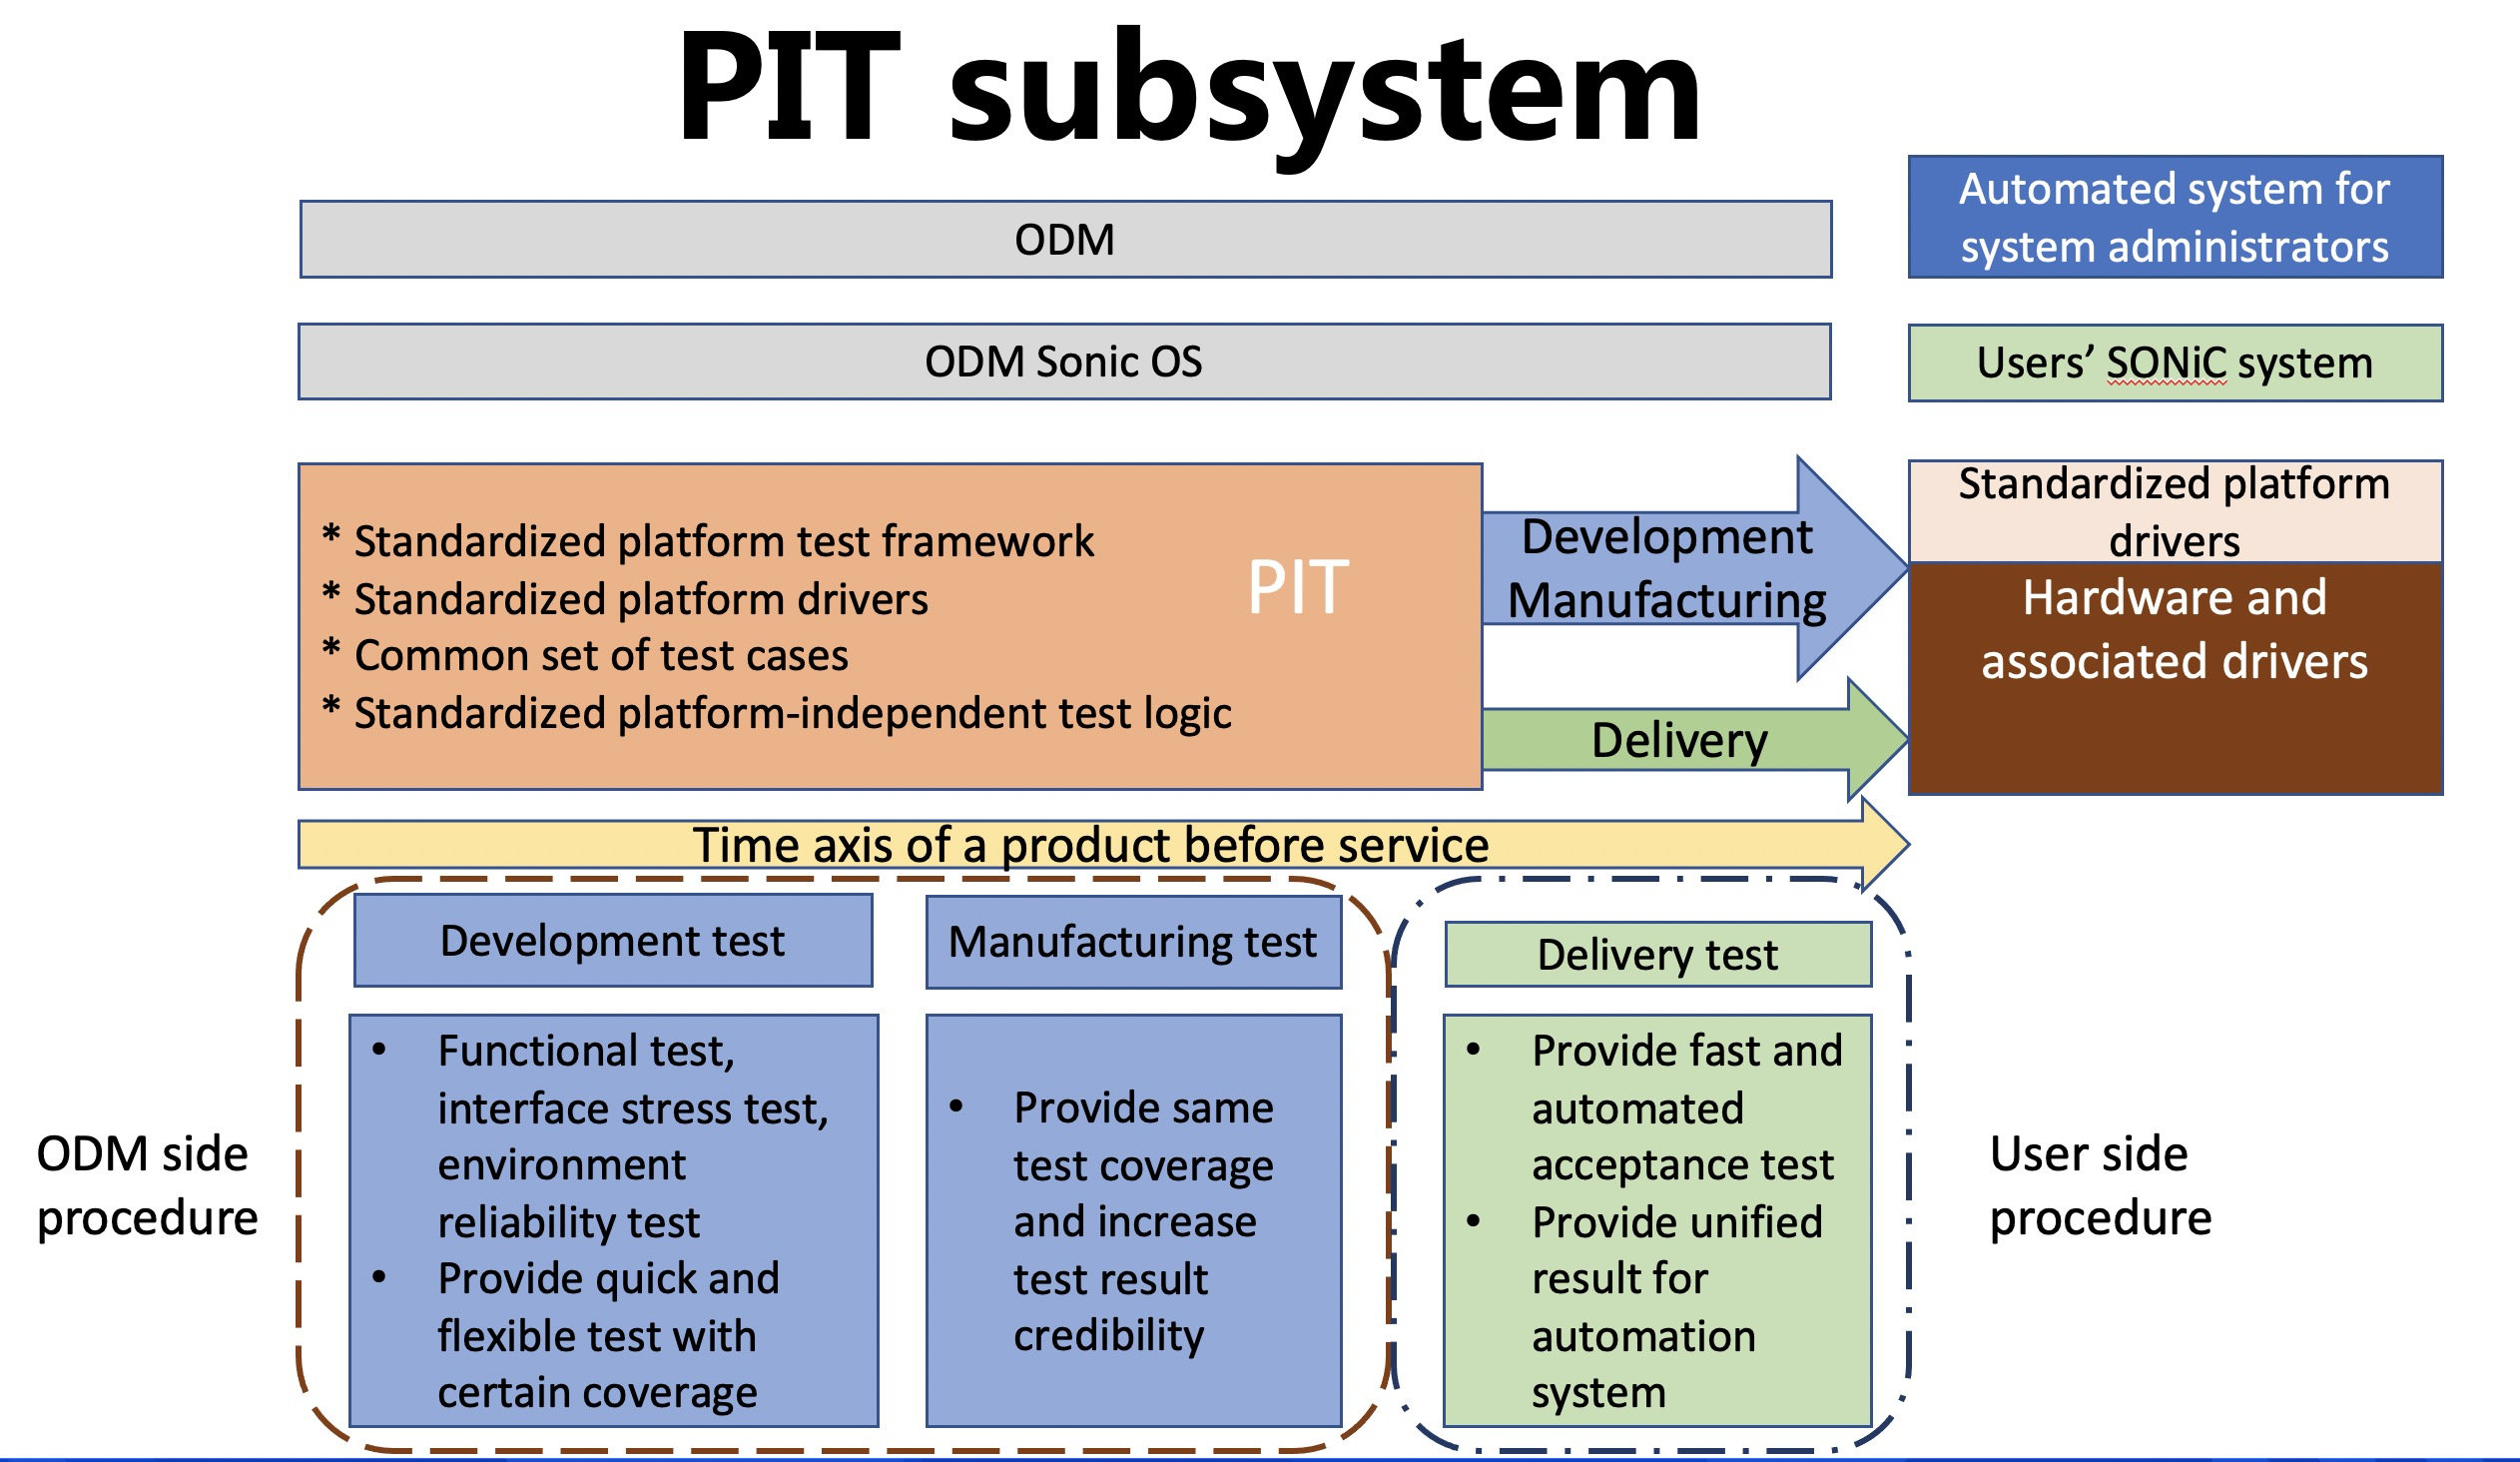 PIT subsystem
ODM
Automated system for
system administrators
ODM Sonic OS
Users’ SONiC system
* Standardized platform test framework
* Standardized platform drivers
* Common set of test cases
* Standardized platform-independent test logic
PIT
Development
Manufacturing
Delivery
Standardized platform
drivers
Hardware and
associated drivers
Time axis of a product before service
ODM side
procedure
Development test
• Functional test,
interface stress test,
environment
reliability test
• Provide quick and
flexible test with
certain coverage
Manufacturing test
• Provide same
test coverage
and increase
test result
credibility
Delivery test
• Provide fast and
automated
acceptance test
• Provide unified
result for
automation
system
User side
procedure